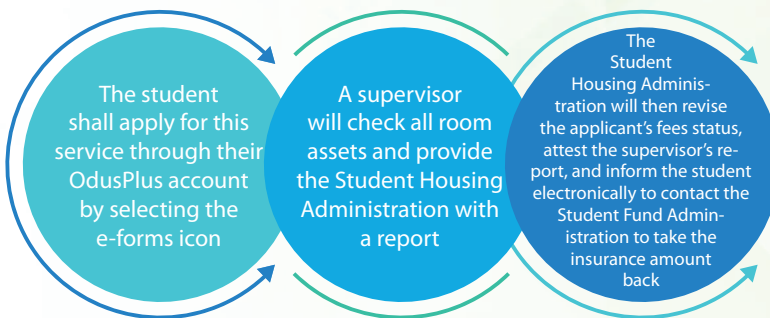 The student
shall apply for this
service through their
OdusPlus account
by selecting the
e-forms icon
A supervisor
will check all room
assets and provide
the Student Housing
Administration with
a report
The
Student
Housing Adminis-
tration will then revise
the applicant's fees status,
attest the supervisor's re-
port, and inform the student
electronically to contact the
Student Fund Admin-
istration to take the
insurance amount
back